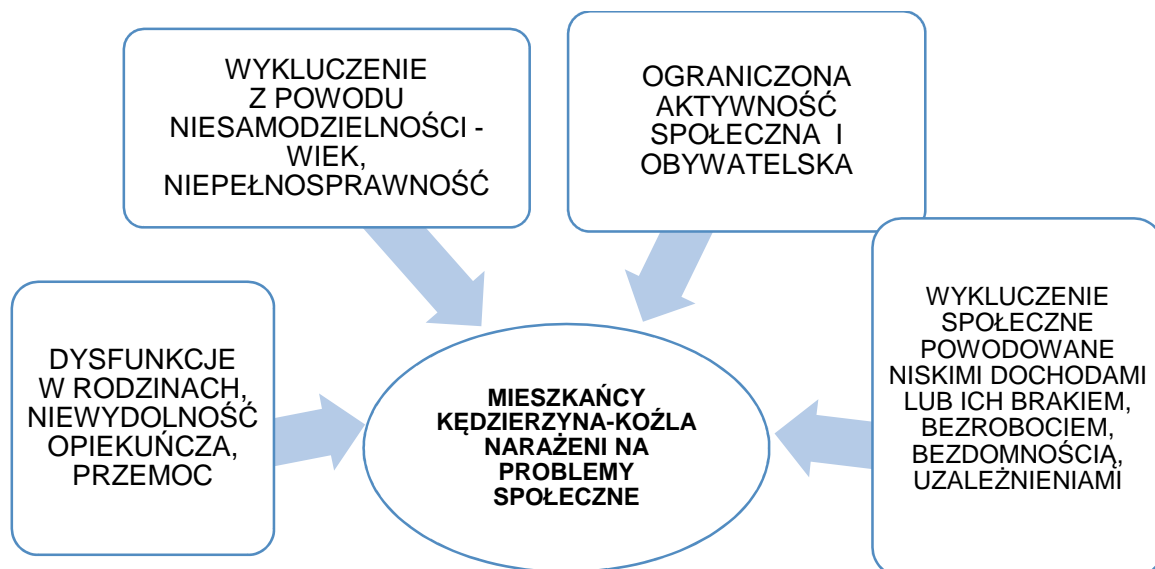 WYKLUCZENIE
Z POWODU
NIESAMODZIELNOŚCI -
WIEK,
NIEPEŁNOSPRAWNOŚĆ
OGRANICZONA
AKTYWNOŚĆ
SPOŁECZNA I
OBYWATELSKA
DYSFUNKCJE
W RODZINACH,
NIEWYDOLNOŚĆ
OPIEKUŃCZA,
PRZEMOC
MIESZKAŃCY
KĘDZIERZYNA-KOŹLA
NARAŻENI NA
PROBLEMY
SPOŁECZNE
WYKLUCZENIE
SPOŁECZNE
POWODOWANE
NISKIMI DOCHODAMI
LUB ICH BRAKIEM,
BEZROBOCIEM,
BEZDOMNOŚCIĄ,
UZALEŻNIENIAMI